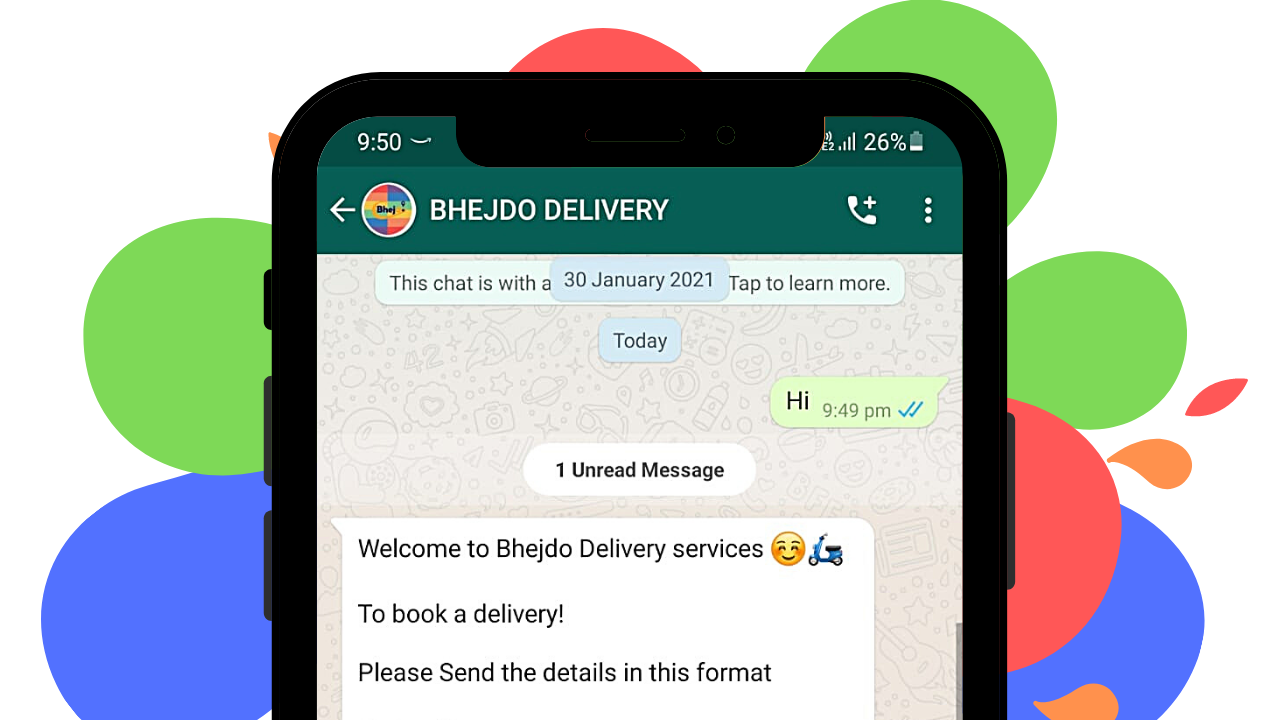 9:50
26%
Bhej
BHEJDO DELIVERY
This chat is with a
30 January 2021
Tap to learn more.
Today
Hi
9:49 pm
1 Unread Message
Welcome to Bhejdo Delivery services
To book a delivery!
Please Send the details in this format